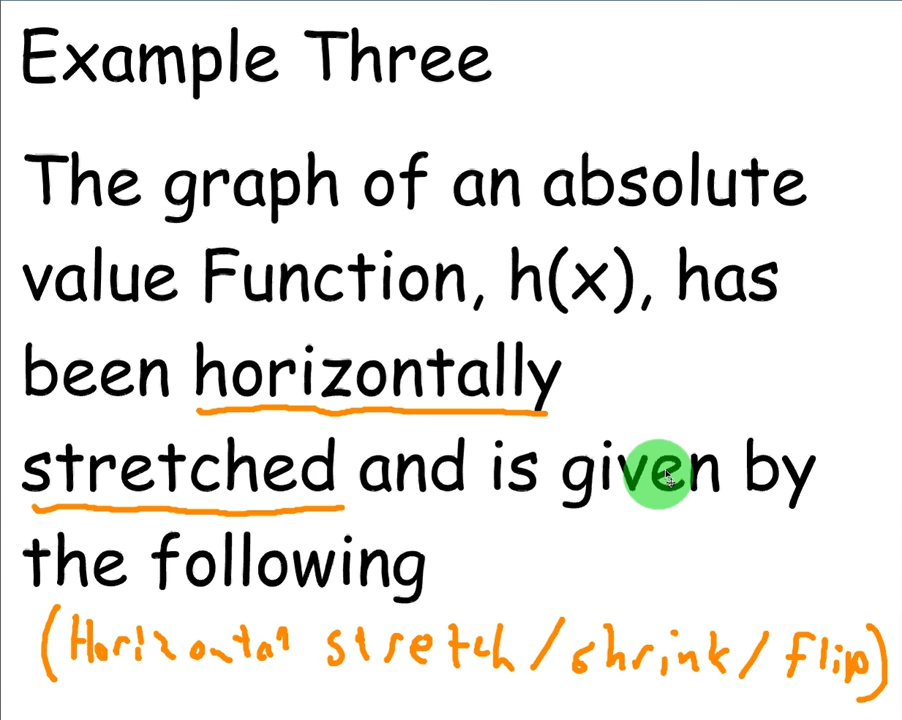 Example Three
The graph of an absolute
value Function, h(x), has
been horizontally
stretched and is given by
the following
(Horizontal stretch/shrink/flip)